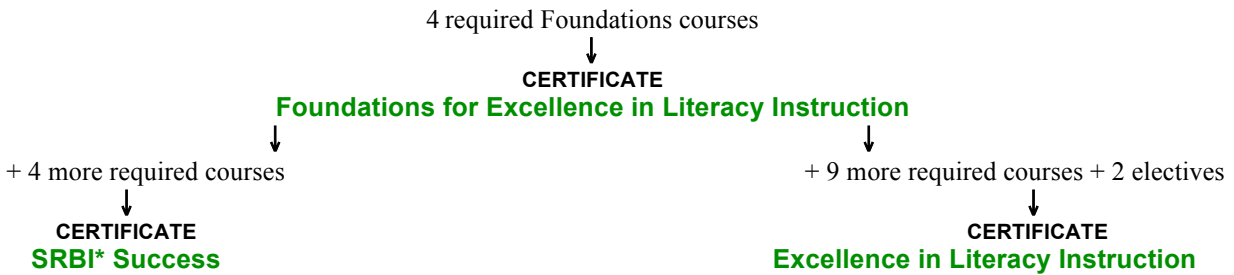 4 required Foundations courses
CERTIFICATE
Foundations for Excellence in Literacy Instruction
+ 4 more required courses
+ 9 more required courses + 2 electives
CERTIFICATE
SRBI* Success
CERTIFICATE
Excellence in Literacy Instruction